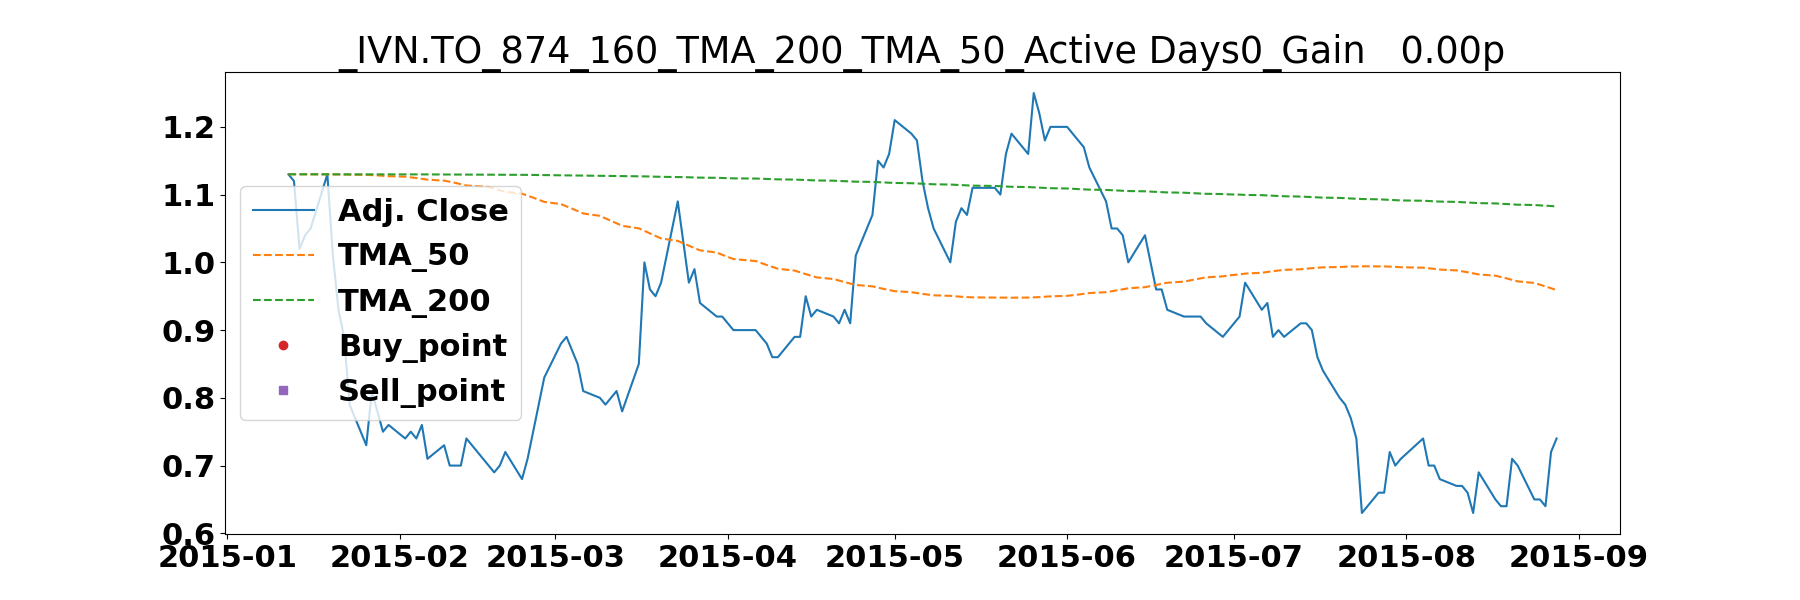 _IVN.TO_874_160_TMA_200_TMA_50_Active Days0_Gain   0.00p
1.2
1.1
1.0
0.9
0.8
0.7
0.6
Adj. Close
TMA_50
TMA_200
Buy_point
Sell_point
2015-01 2015-02 2015-03 2015-04 2015-05 2015-06 2015-07 2015-08 2015-09